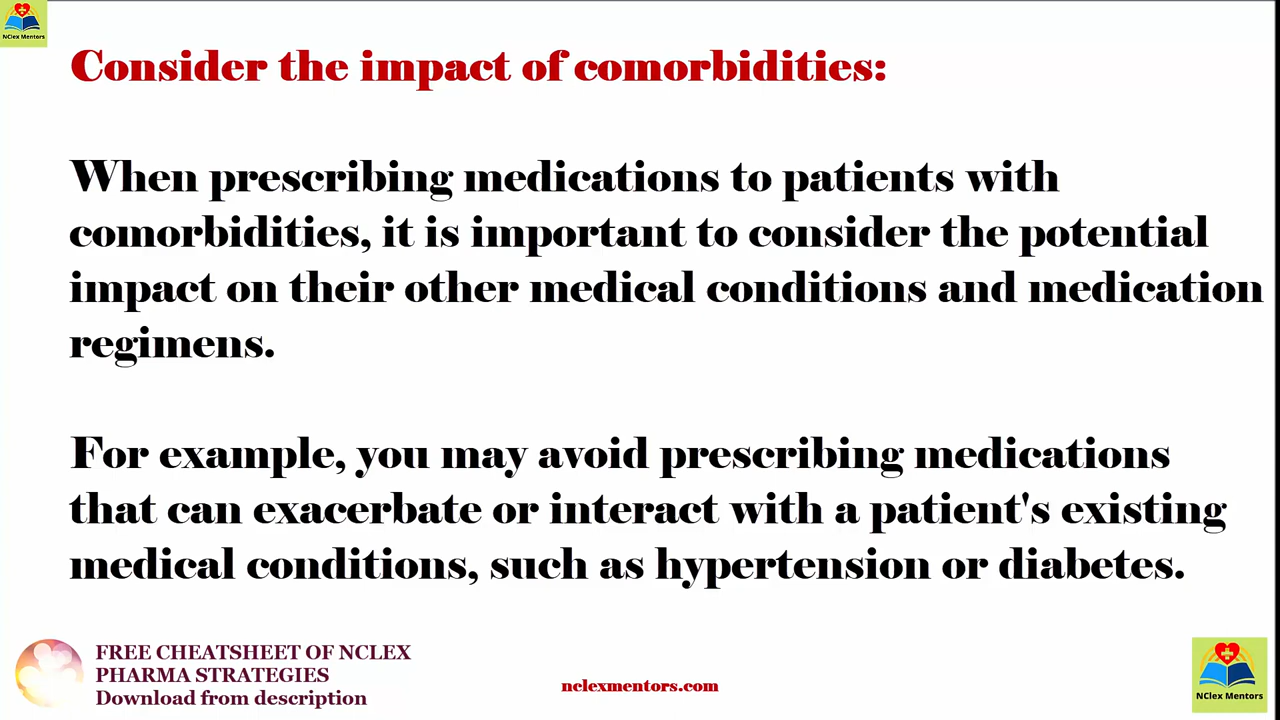 NClex Mentors
Consider the impact of comorbidities:
When prescribing medications to patients with
comorbidities, it is important to consider the potential
impact on their other medical conditions and medication
regimens.
For example, you may avoid prescribing medications
that can exacerbate or interact with a patient's existing
medical conditions, such as hypertension or diabetes.
FREE CHEATSHEET OF NCLEX
PHARMA STRATEGIES
Download from description
nclexmentors.com
NClex Mentors